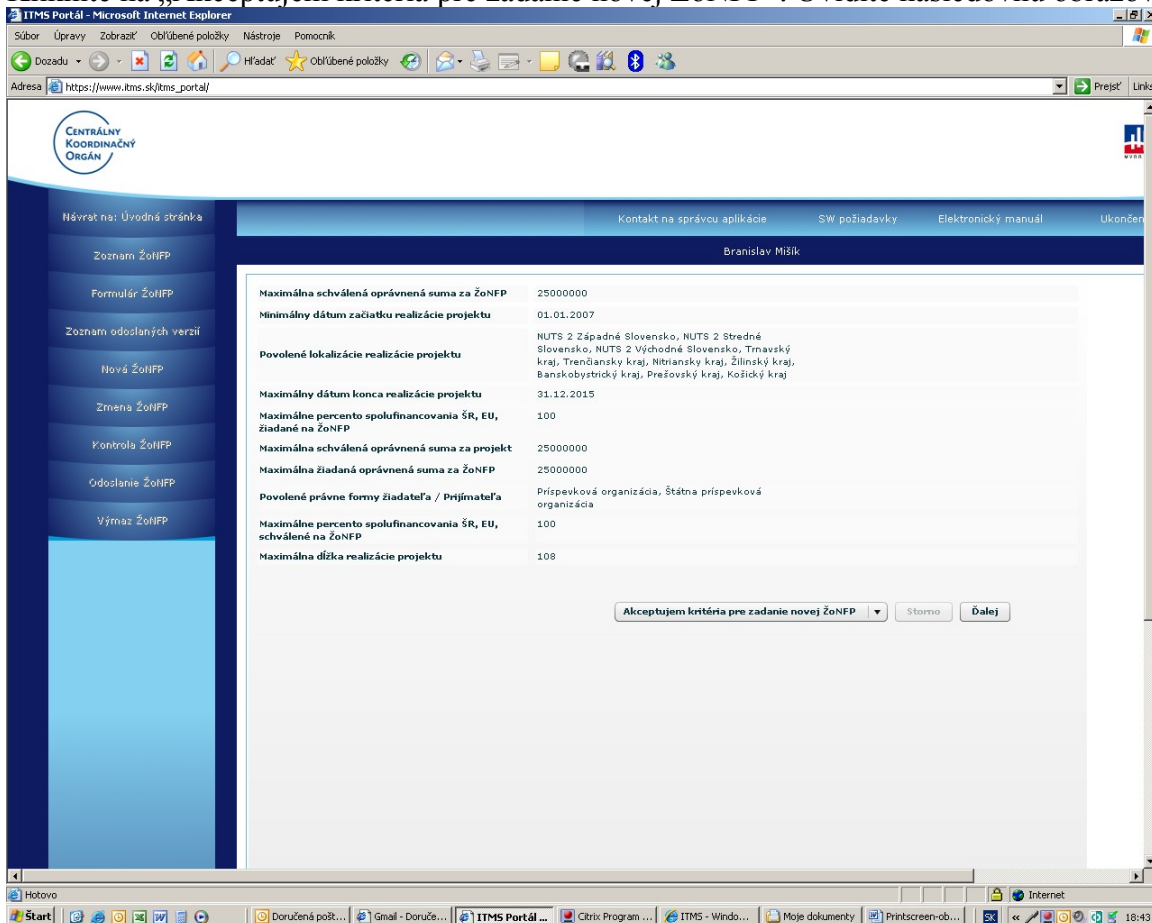 ITMS Portál - Microsoft Internet Explorer
Súbor Úpravy Zobraziť Obľúbené položky Nástroje Pomocník
Dozadu Hľadať Obľúbené položky
Adresa https://www.itms.sk/itms_portal/ Prejsť Links
CENTRÁLNY
KOORDINAČNÝ
ORGÁN
Návrat na: Úvodná stránka
Kontakt na správcu aplikácie SW požiadavky Elektronický manuál Ukončen
Zoznam ŽoNFP
Branislav Mišík
Formulár ŽoNFP
Zoznam odoslaných verzií
Nová ŽoNFP
Zmena ŽoNFP
Kontrola ŽoNFP
Odoslanie ŽoNFP
Výmaz ŽoNFP
Maximálna schválená oprávnená suma za ŽoNFP 25000000
Minimálny dátum začiatku realizácie projektu 01.01.2007
Povolené lokalizácie realizácie projektu
NUTS 2 Západné Slovensko, NUTS 2 Stredné
Slovensko, NUTS 2 Východné Slovensko, Trnavský
kraj, Trenčiansky kraj, Nitriansky kraj, Žilinský kraj,
Banskobystrický kraj, Prešovský kraj, Košický kraj
Maximálny dátum konca realizácie projektu 31.12.2015
Maximálne percento spolufinancovania ŠR, EU, 100
žiadané na ŽoNFP
Maximálna schválená oprávnená suma za projekt 25000000
Maximálna žiadaná oprávnená suma za ŽoNFP 25000000
Povolené právne formy žiadateľa / Prijímateľa
Príspevková organizácia, Štátna príspevková
organizácia
Maximálne percento spolufinancovania ŠR, EU, 100
schválené na ŽoNFP
Maximálna dĺžka realizácie projektu 108
Akceptujem kritéria pre zadanie novej ŽoNFP Storno Ďalej
Hotovo Internet
Štart Doručená pošt... Gmail - Doruče... ITMS Portál ... Citrix Program ... ITMS - Windo... Moje dokumenty Printscreen-ob... SK 18:43